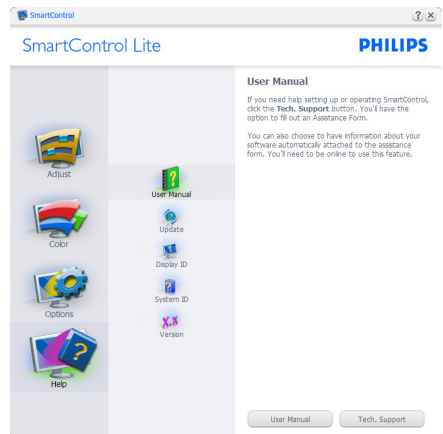 SmartControl
SmartControl Lite
PHILIPS
Adjust
Color
Options
Help
User Manual
Update
Display ID
System ID
Version
User Manual
If you need help setting up or operating SmartControl,
click the Tech. Support button. You'll have the
option to fill out an Assistance Form.
You can also choose to have information about your
software automatically attached to the assistance
form. You'll need to be online to use this feature.
User Manual
Tech. Support